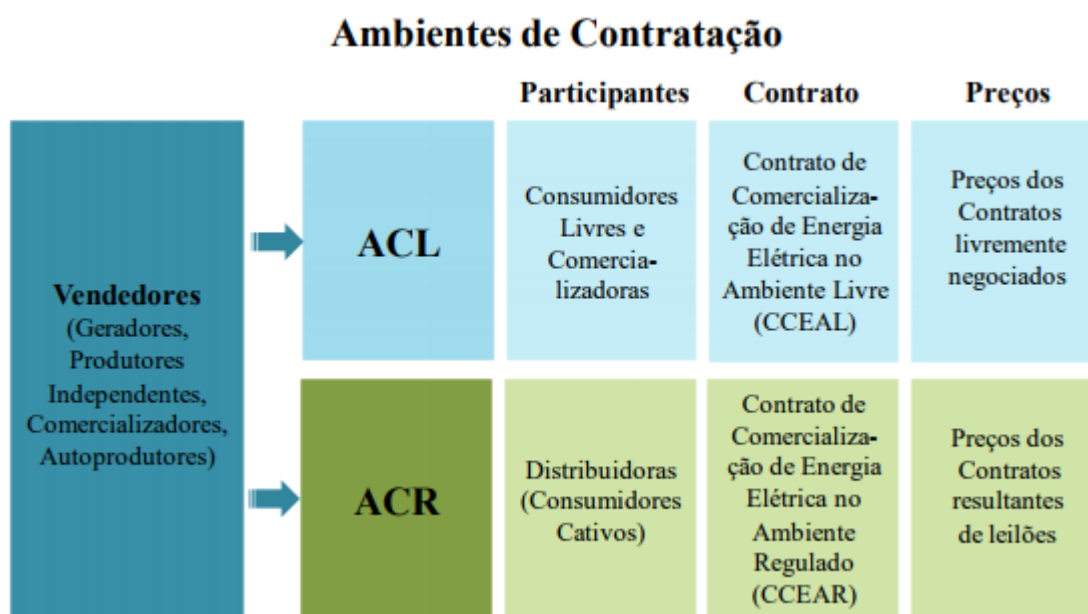 Ambientes de Contratação
Participantes
Contrato
Preços
Vendedores
(Geradores,
Produtores
Independentes,
Comercializadores,
Autoprodutores)
ACL
Consumidores
Livres e
Comercia-
lizadoras
Contrato de
Comercializa-
ção de Energia
Elétrica no
Ambiente Livre
(CCEAL)
Preços dos
Contratos
livremente
negociados
ACR
Distribuidoras
(Consumidores
Cativos)
Contrato de
Comercializa-
ção de Energia
Elétrica no
Ambiente
Regulado
(CCEAR)
Preços dos
Contratos
resultantes
de leilões